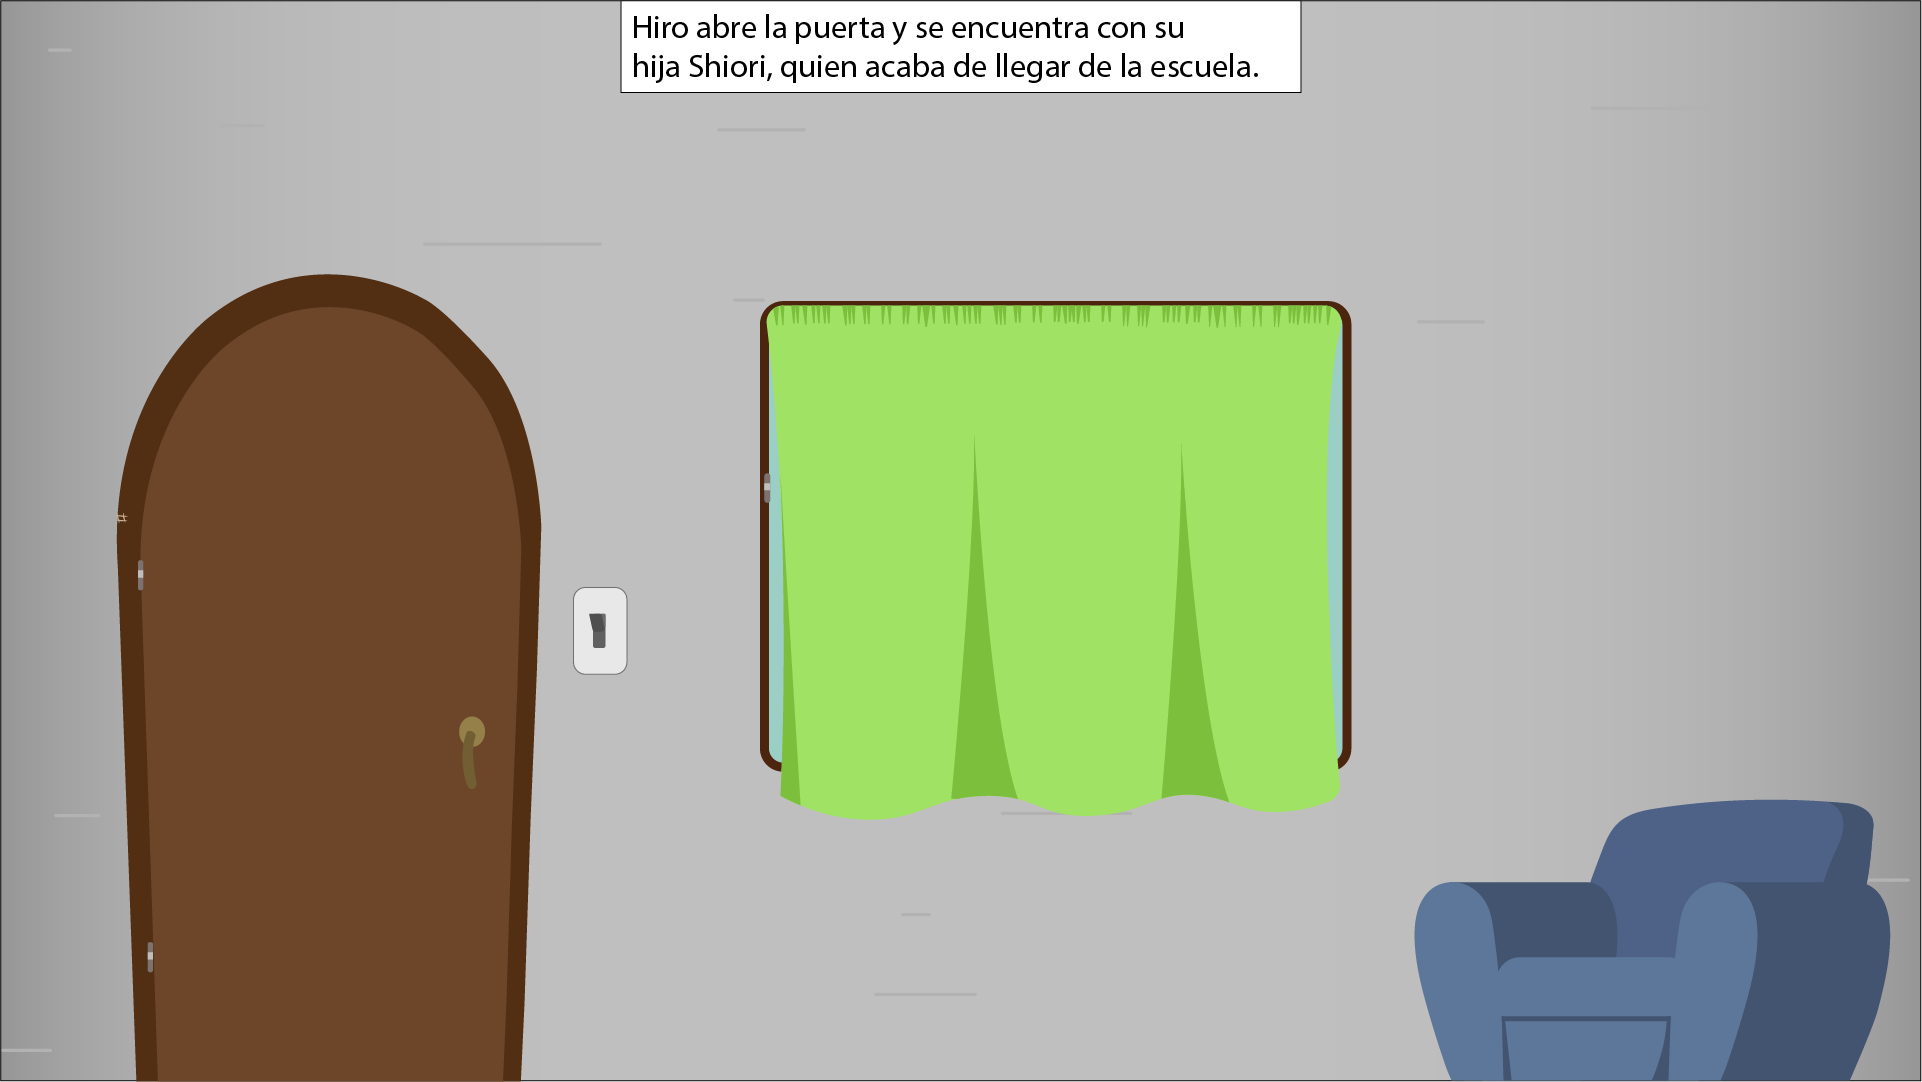 Hiro abre la puerta y se encuentra con su
hija Shiori, quien acaba de llegar de la escuela.